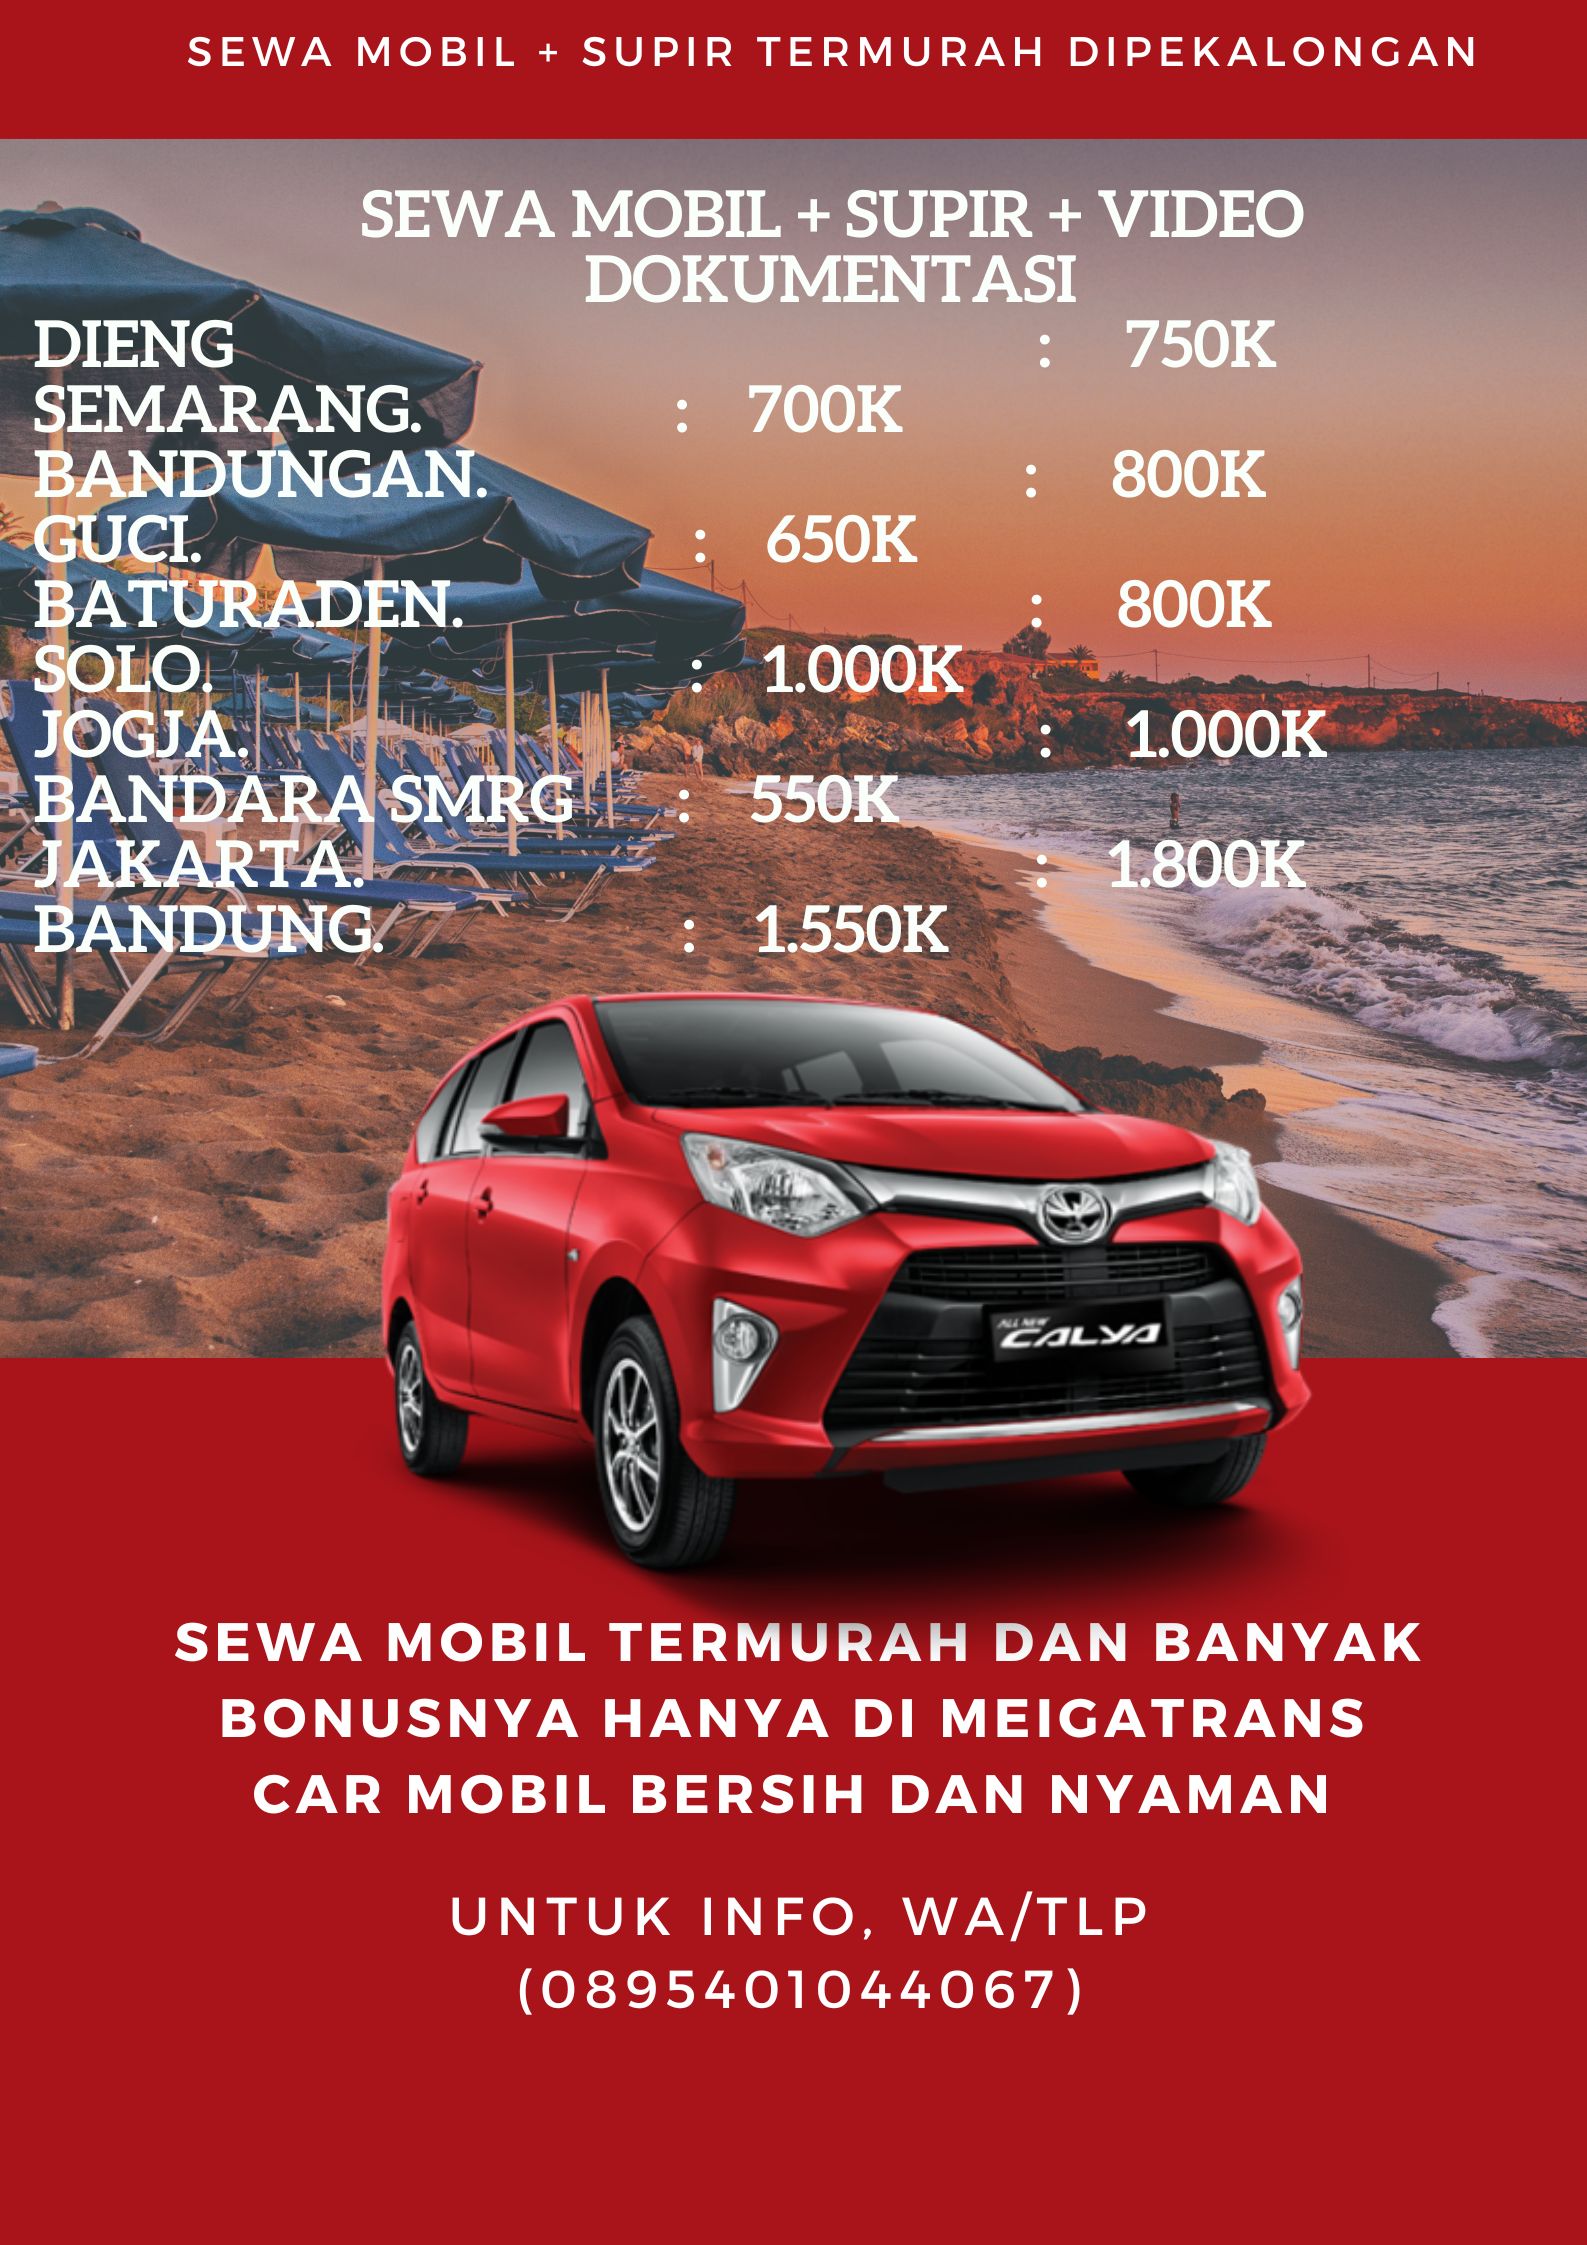 SEWA MOBIL + SUPIR TERMURAH DIPEKALONGAN
SEWA MOBIL + SUPIR + VIDEO
DOKUMENTASI
DIENG : 750K
SEMARANG. : 700K
BANDUNGAN. : 800K
GUCI. : 650K
BATURADEN. : 800K
SOLO. : 1.000K
JOGJA. : 1.000K
BANDARA SMRG : 550K
JAKARTA. : 1.800K
BANDUNG. : 1.550K
ALL NEW
CALYA
SEWA MOBIL TERMURAH DAN BANYAK
BONUSNYA HANYA DI MEIGATRANS
CAR MOBIL BERSIH DAN NYAMAN
UNTUK INFO, WA/TLP
(0895401044067)